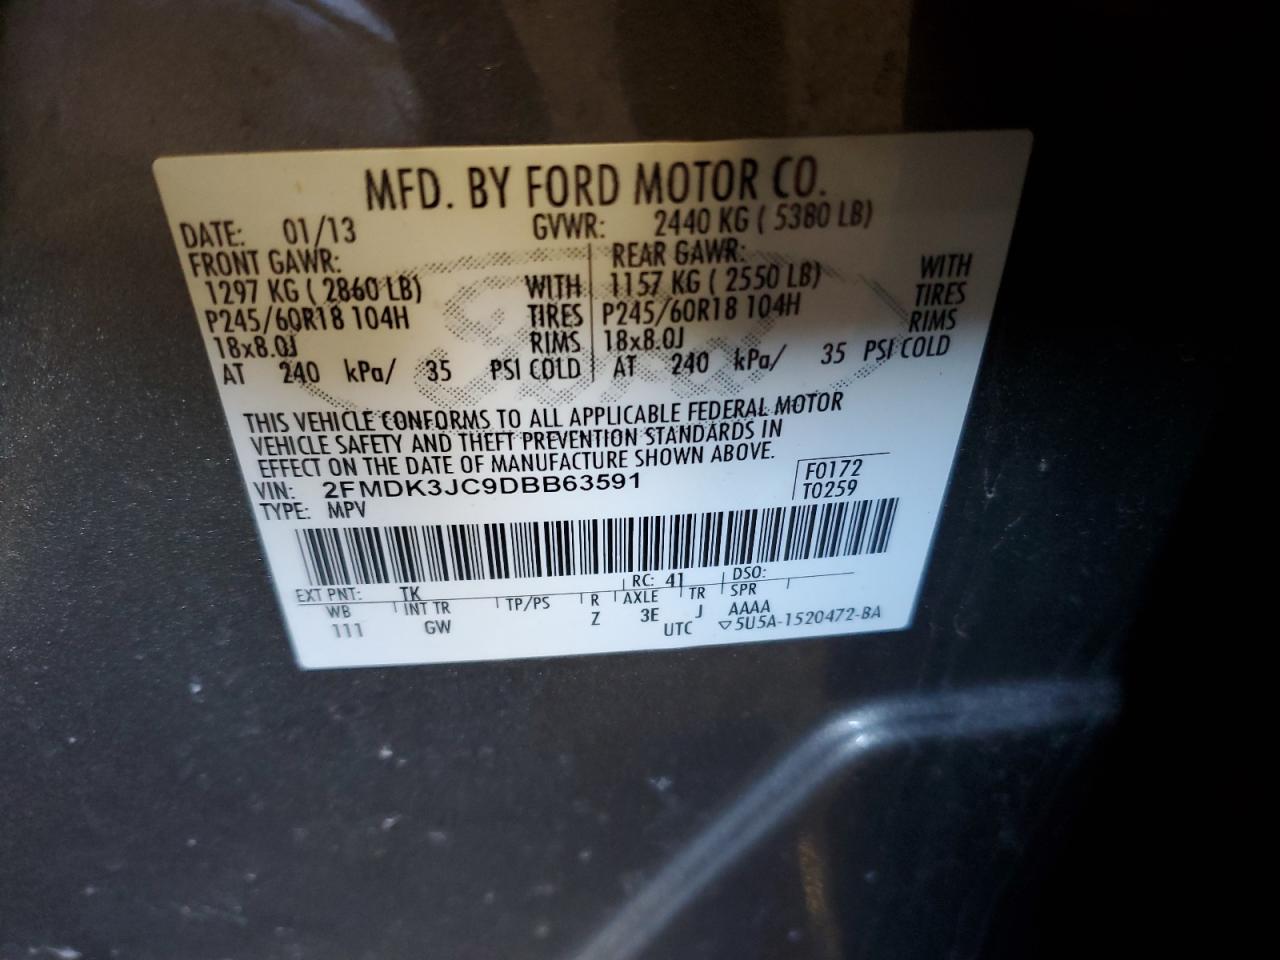 MFD. BY FORD MOTOR CO.
DATE: 01/13 GVWR: 2440 KG ( 5380 LB)
FRONT GAWR: REAR GAWR:
1297 KG ( 2860 LB) WITH 1157 KG ( 2550 LB) WITH
P245/60R18 104H TIRES P245/60R18 104H TIRES
18x8.0J RIMS 18x8.0J RIMS
AT 240 kPa/ 35 PSI COLD AT 240 kPa/ 35 PSI COLD
THIS VEHICLE CONFORMS TO ALL APPLICABLE FEDERAL MOTOR
VEHICLE SAFETY AND THEFT PREVENTION STANDARDS IN
EFFECT ON THE DATE OF MANUFACTURE SHOWN ABOVE.
VIN: 2FMDK3JC9DBB63591 F0172
TYPE: MPV T0259
EXT PNT: TK RC: 41 DSO:
WB INT TR TP/PS R AXLE TR SPR
111 GW Z 3E J AAAA
UTC ▽5U5A-1520472-BA